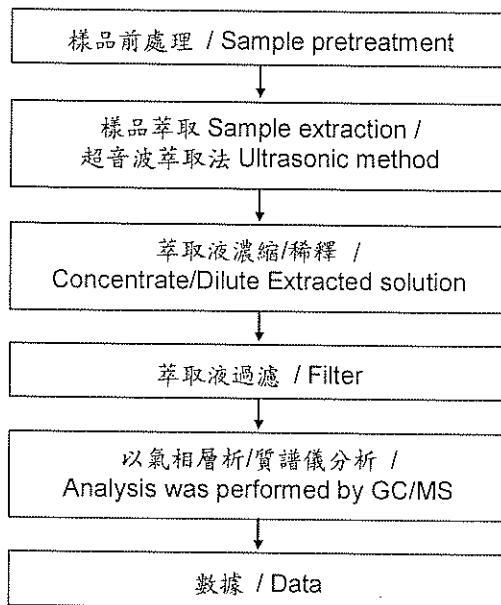 樣品前處理 / Sample pretreatment
樣品萃取 Sample extraction /
超音波萃取法 Ultrasonic method
萃取液濃縮/稀釋 /
Concentrate/Dilute Extracted solution
萃取液過濾 / Filter
以氣相層析/質譜儀分析 /
Analysis was performed by GC/MS
數據 / Data